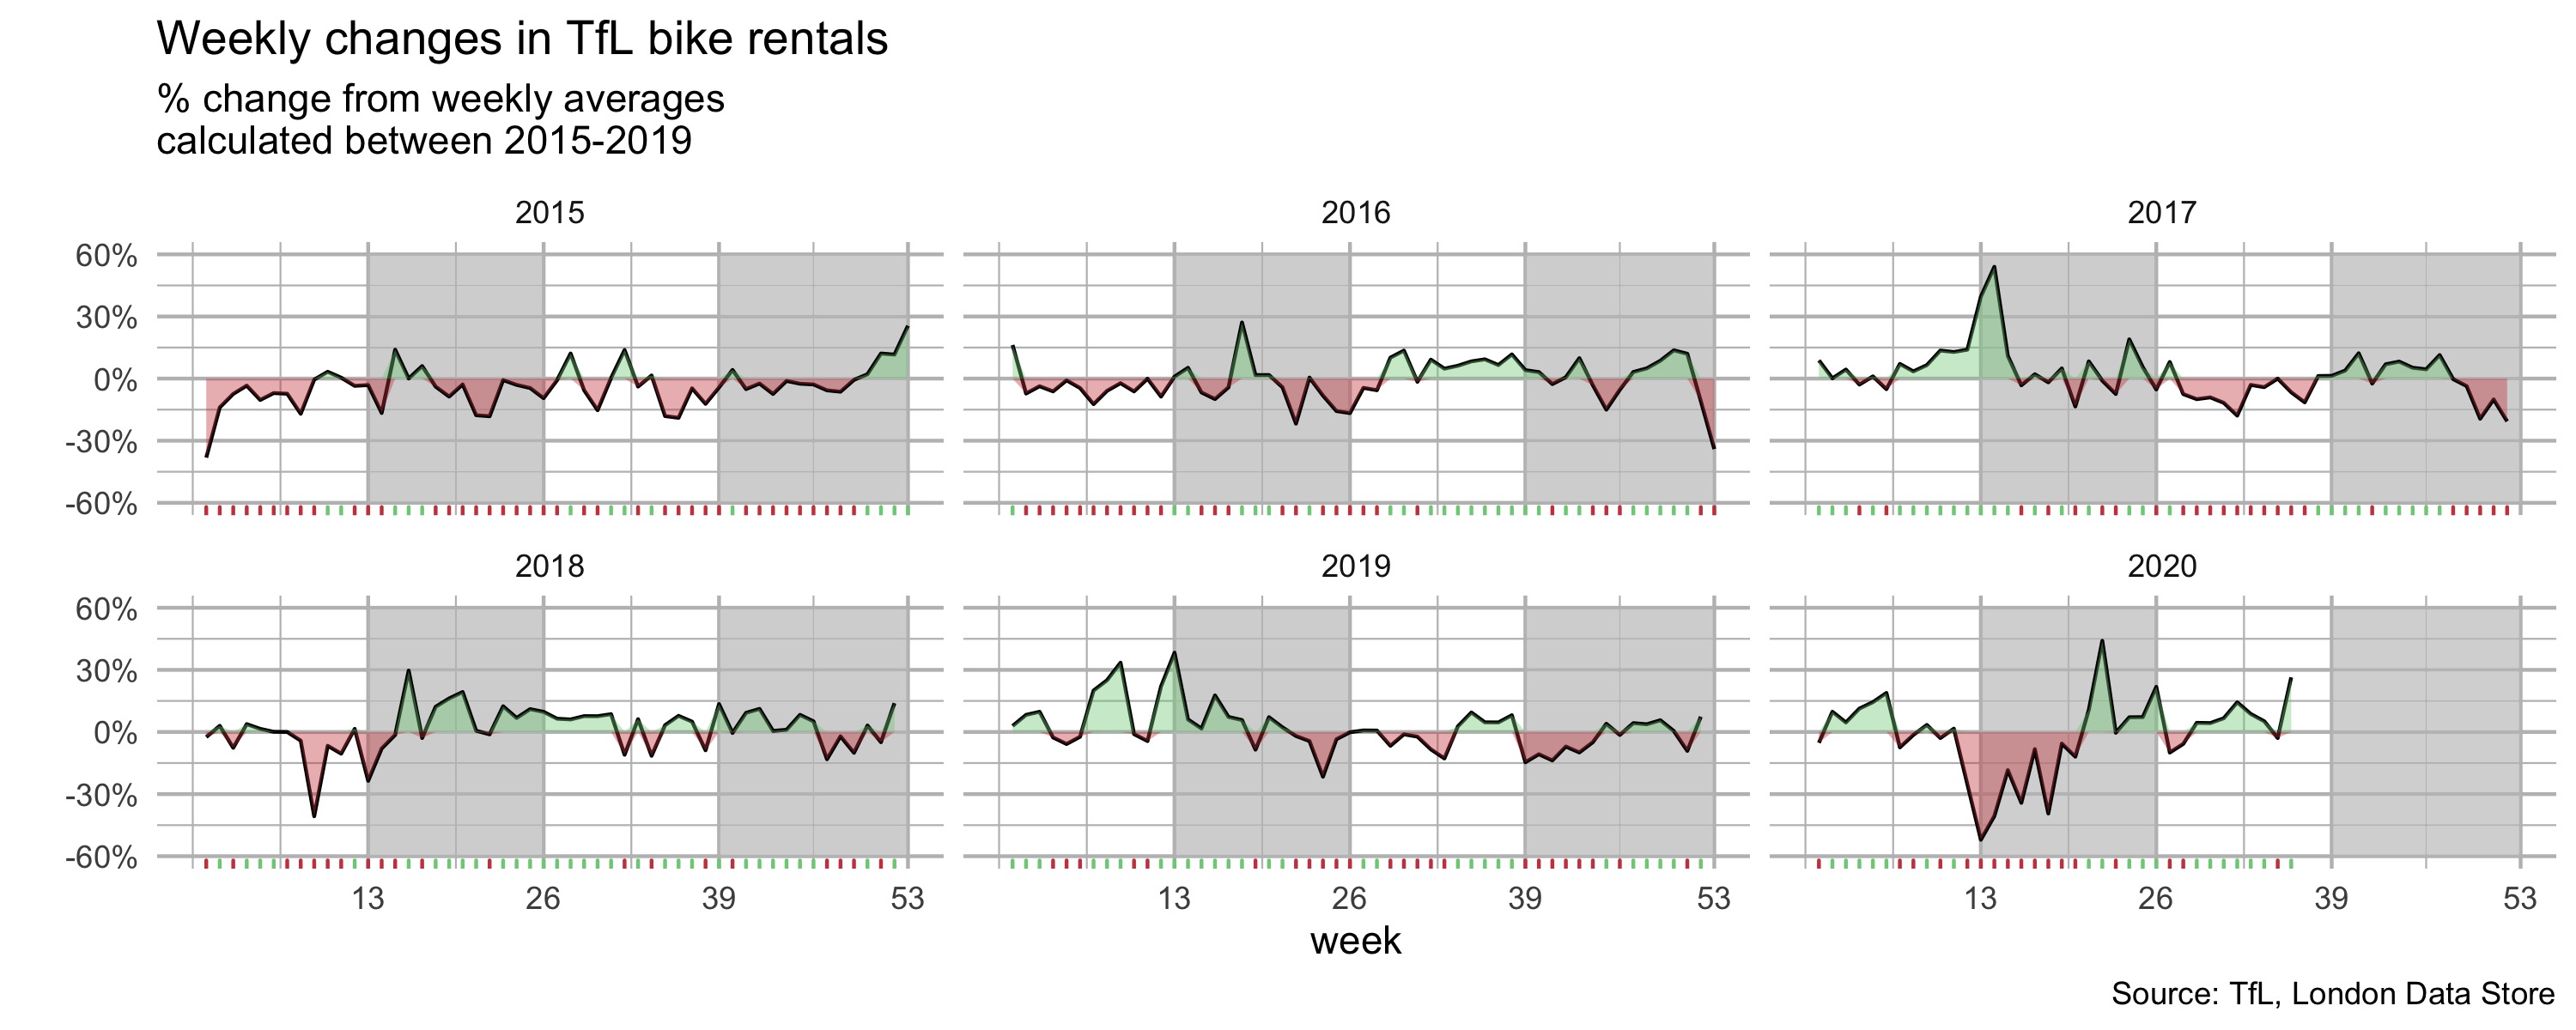 Weekly changes in TfL bike rentals
% change from weekly averages
calculated between 2015-2019
2015 2016 2017
60%
30%
0%
-30%
-60%
2018 2019 2020
60%
30%
0%
-30%
-60%
13 26 39 53 13 26 39 53 13 26 39 53
week
Source: TfL, London Data Store